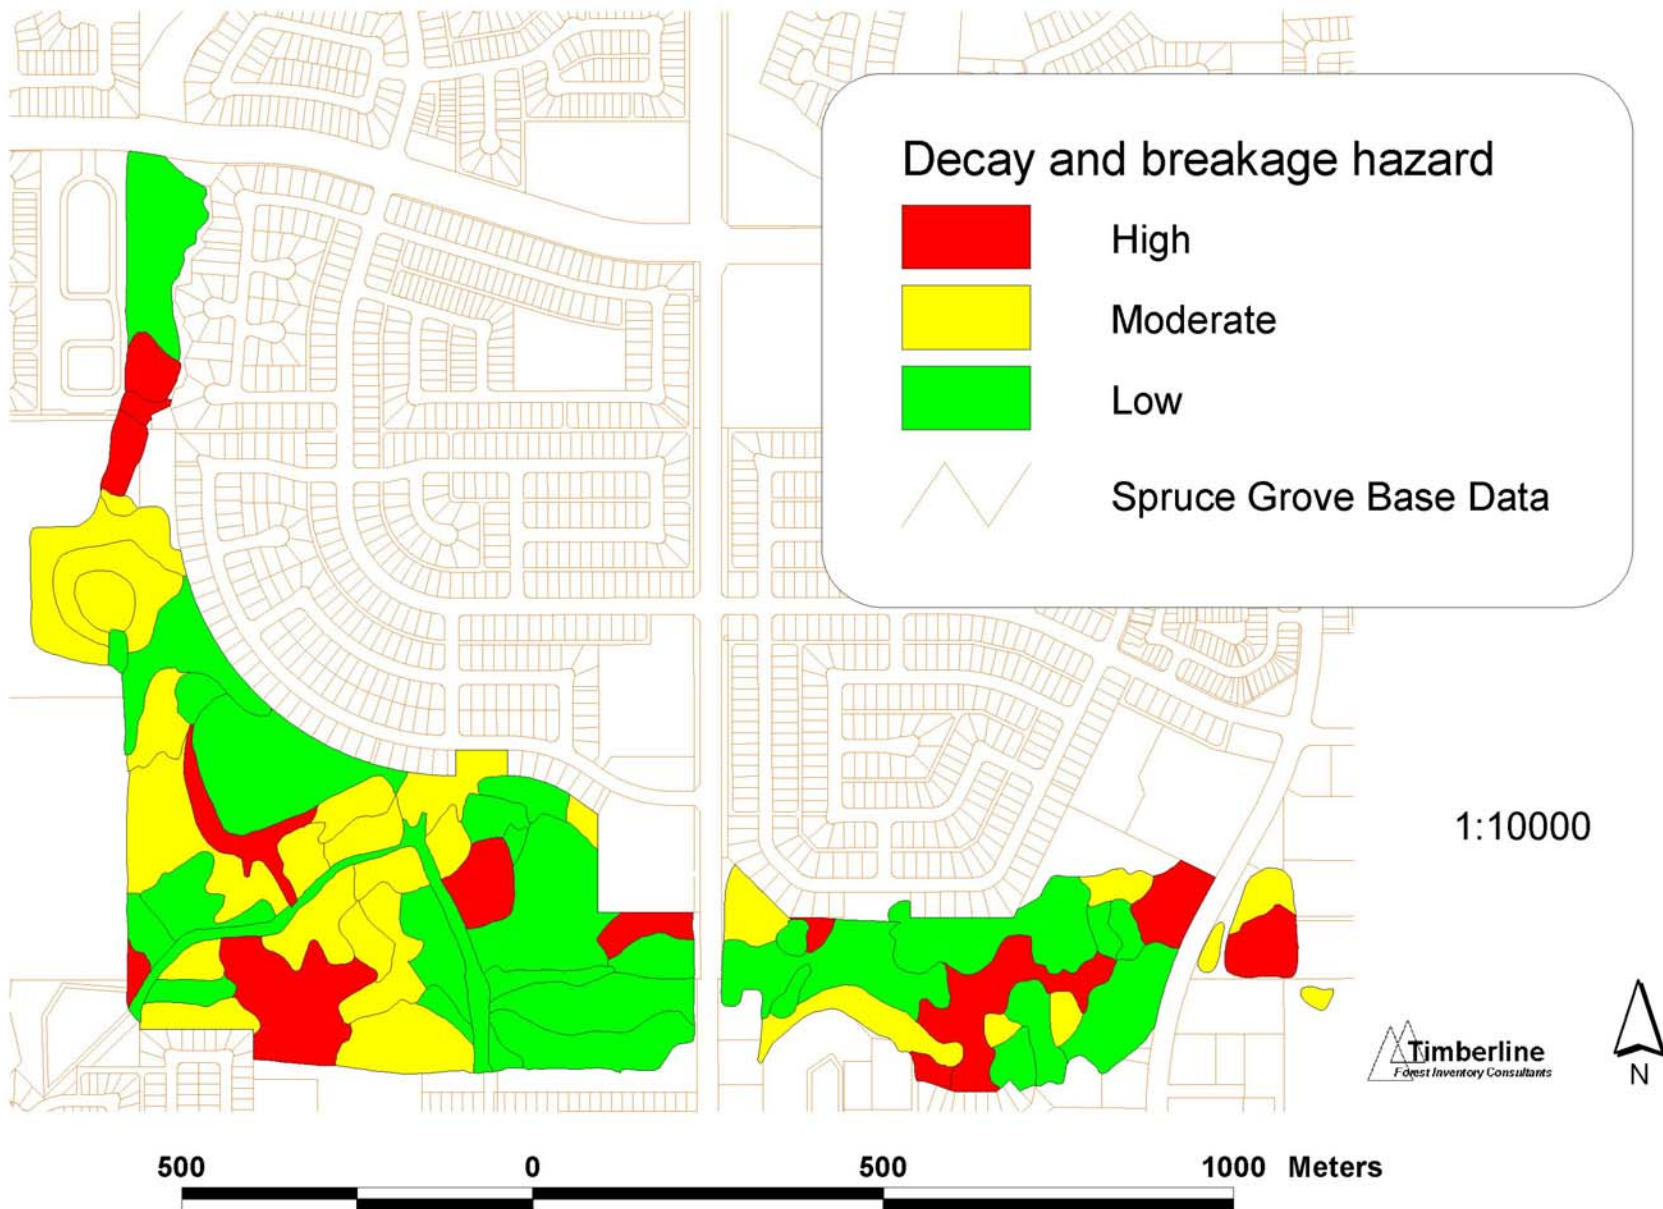 Decay and breakage hazard
High
Moderate
Low
Spruce Grove Base Data
1:10000
Timberline
Forest Inventory Consultants
N
500 0 500 1000 Meters